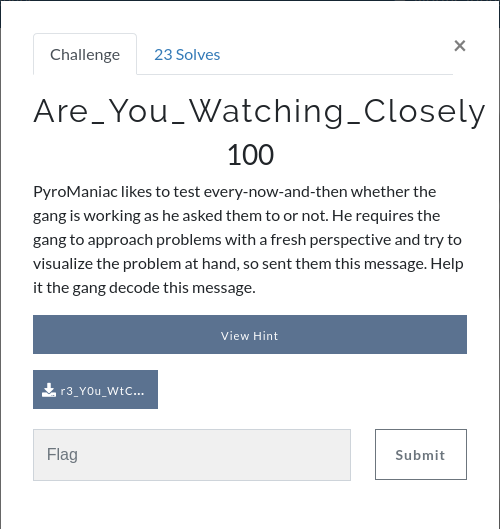 Challenge
23 Solves
×
Are_You_Watching_Closely
100
PyroManiac likes to test every-now-and-then whether the
gang is working as he asked them to or not. He requires the
gang to approach problems with a fresh perspective and try to
visualize the problem at hand, so sent them this message. Help
it the gang decode this message.
View Hint
r3_Y0u_WtC...
Flag
Submit